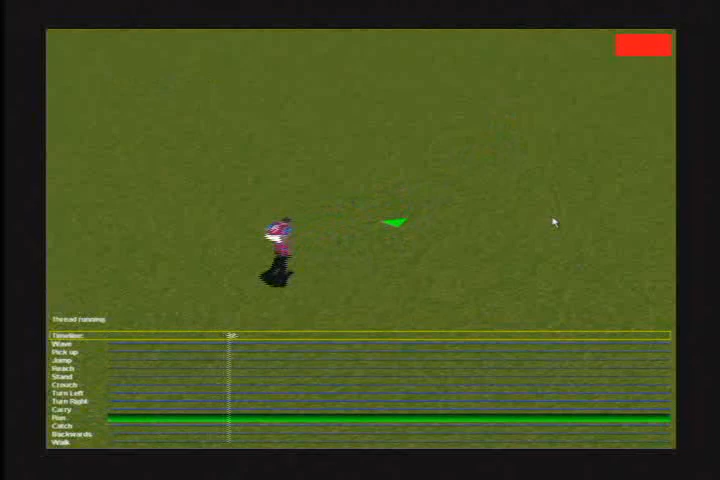 Thread running
Timeline:
Wave
Pick up
Jump
Reach
Stand
Crouch
Turn Left
Turn Right
Carry
Run
Catch
Backwards
Walk